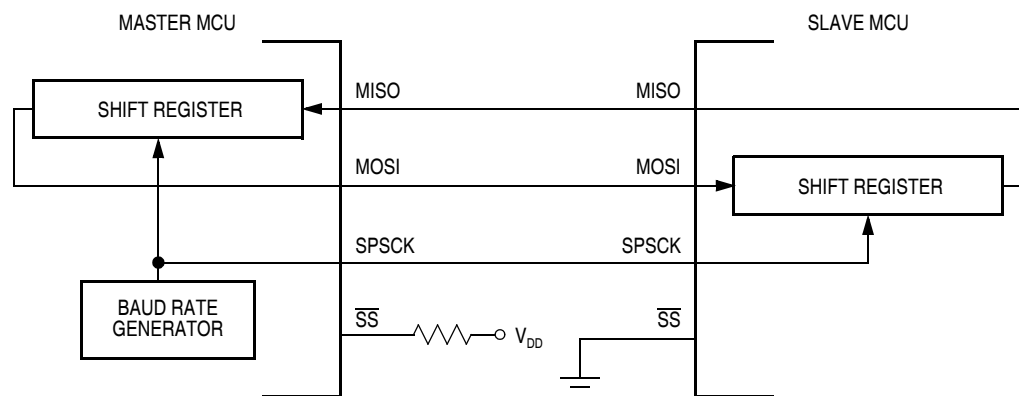 MASTER MCU
SLAVE MCU
SHIFT REGISTER
MISO
MISO
MOSI
MOSI
SHIFT REGISTER
SPSCK
SPSCK
BAUD RATE
GENERATOR
SS
VDD
SS